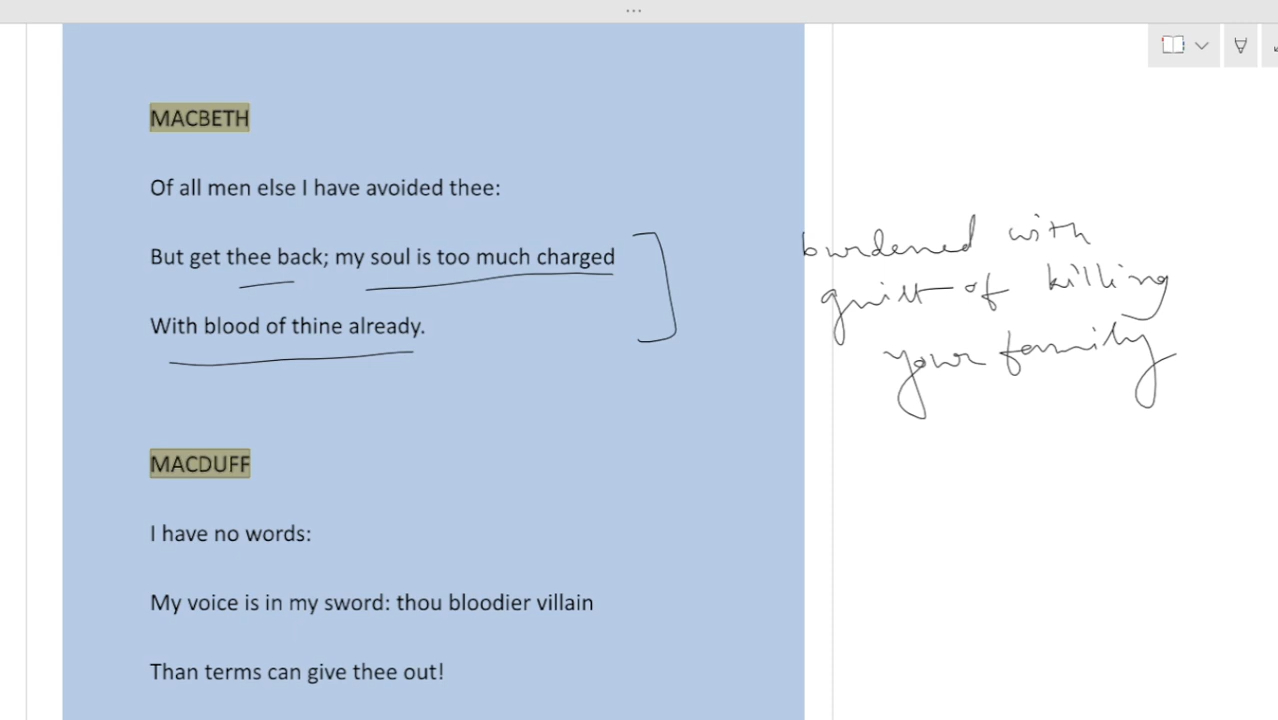 MACBETH
Of all men else I have avoided thee:
But get thee back; my soul is too much charged
With blood of thine already.
burdened with
guilt of killing
your family
MACDUFF
I have no words:
My voice is in my sword: thou bloodier villain
Than terms can give thee out!